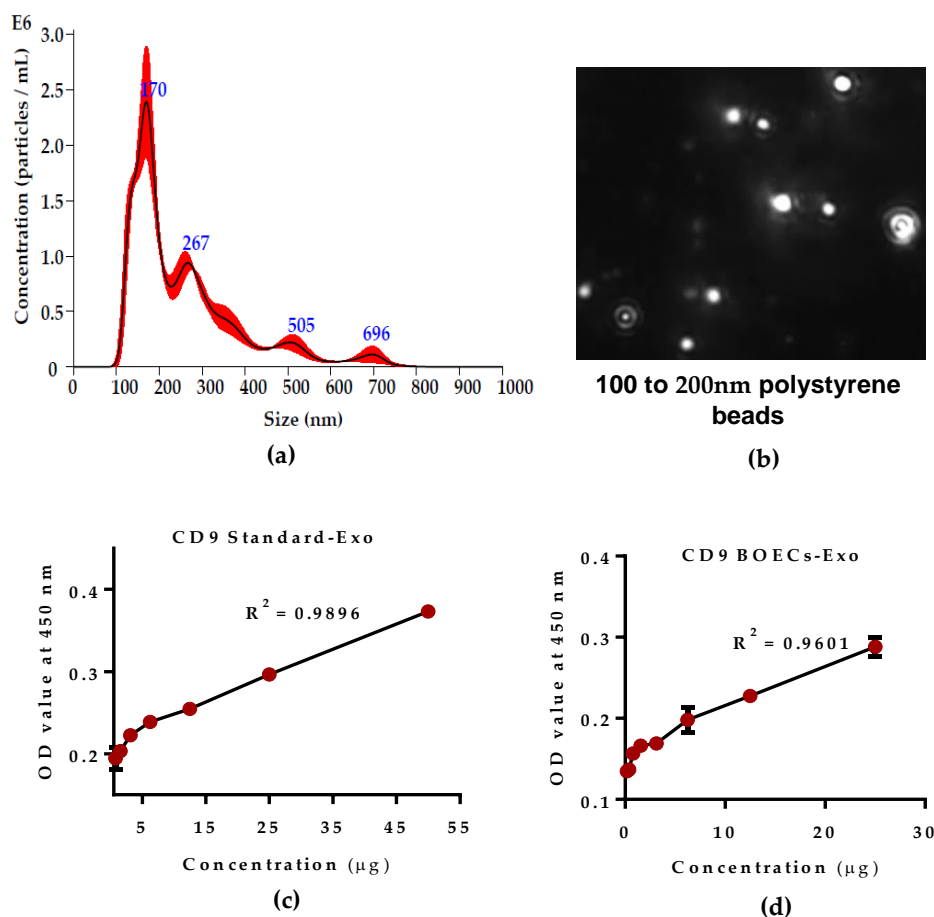 E6
3.0
2.5
2.0
1.5
1.0
0.5
0
Concentration (particles / mL)
170
267
505
696
0 100 200 300 400 500 600 700 800 900 1000
Size (nm)
(a)
100 to 200nm polystyrene
beads
(b)
CD9 Standard-Exo
R² = 0.9896
OD value at 450 nm
0.4
0.3
0.2
5 15 25 35 45 55
Concentration (µg)
(c)
CD9 BOECs-Exo
R² = 0.9601
OD value at 450 nm
0.4
0.3
0.2
0.1
0 10 20 30
Concentration (µg)
(d)